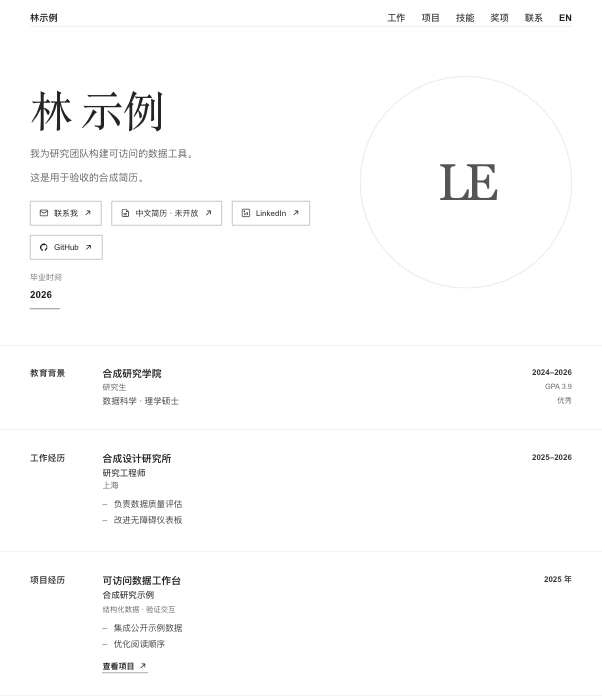 林示例
工作 项目 技能 奖项 联系 EN
林 示例
LE
我为研究团队构建可访问的数据工具。
这是用于验收的合成简历。
联系我 ↗ 中文简历 · 未开放 ↗ LinkedIn ↗
GitHub ↗
毕业时间
2026
教育背景
合成研究学院
研究生
数据科学 · 理学硕士
2024–2026
GPA 3.9
优秀
工作经历
合成设计研究所
研究工程师
上海
2025–2026
– 负责数据质量评估
– 改进无障碍仪表板
项目经历
可访问数据工作台
合成研究示例
结构化数据 · 验证交互
2025 年
– 集成公开示例数据
– 优化阅读顺序
查看项目 ↗